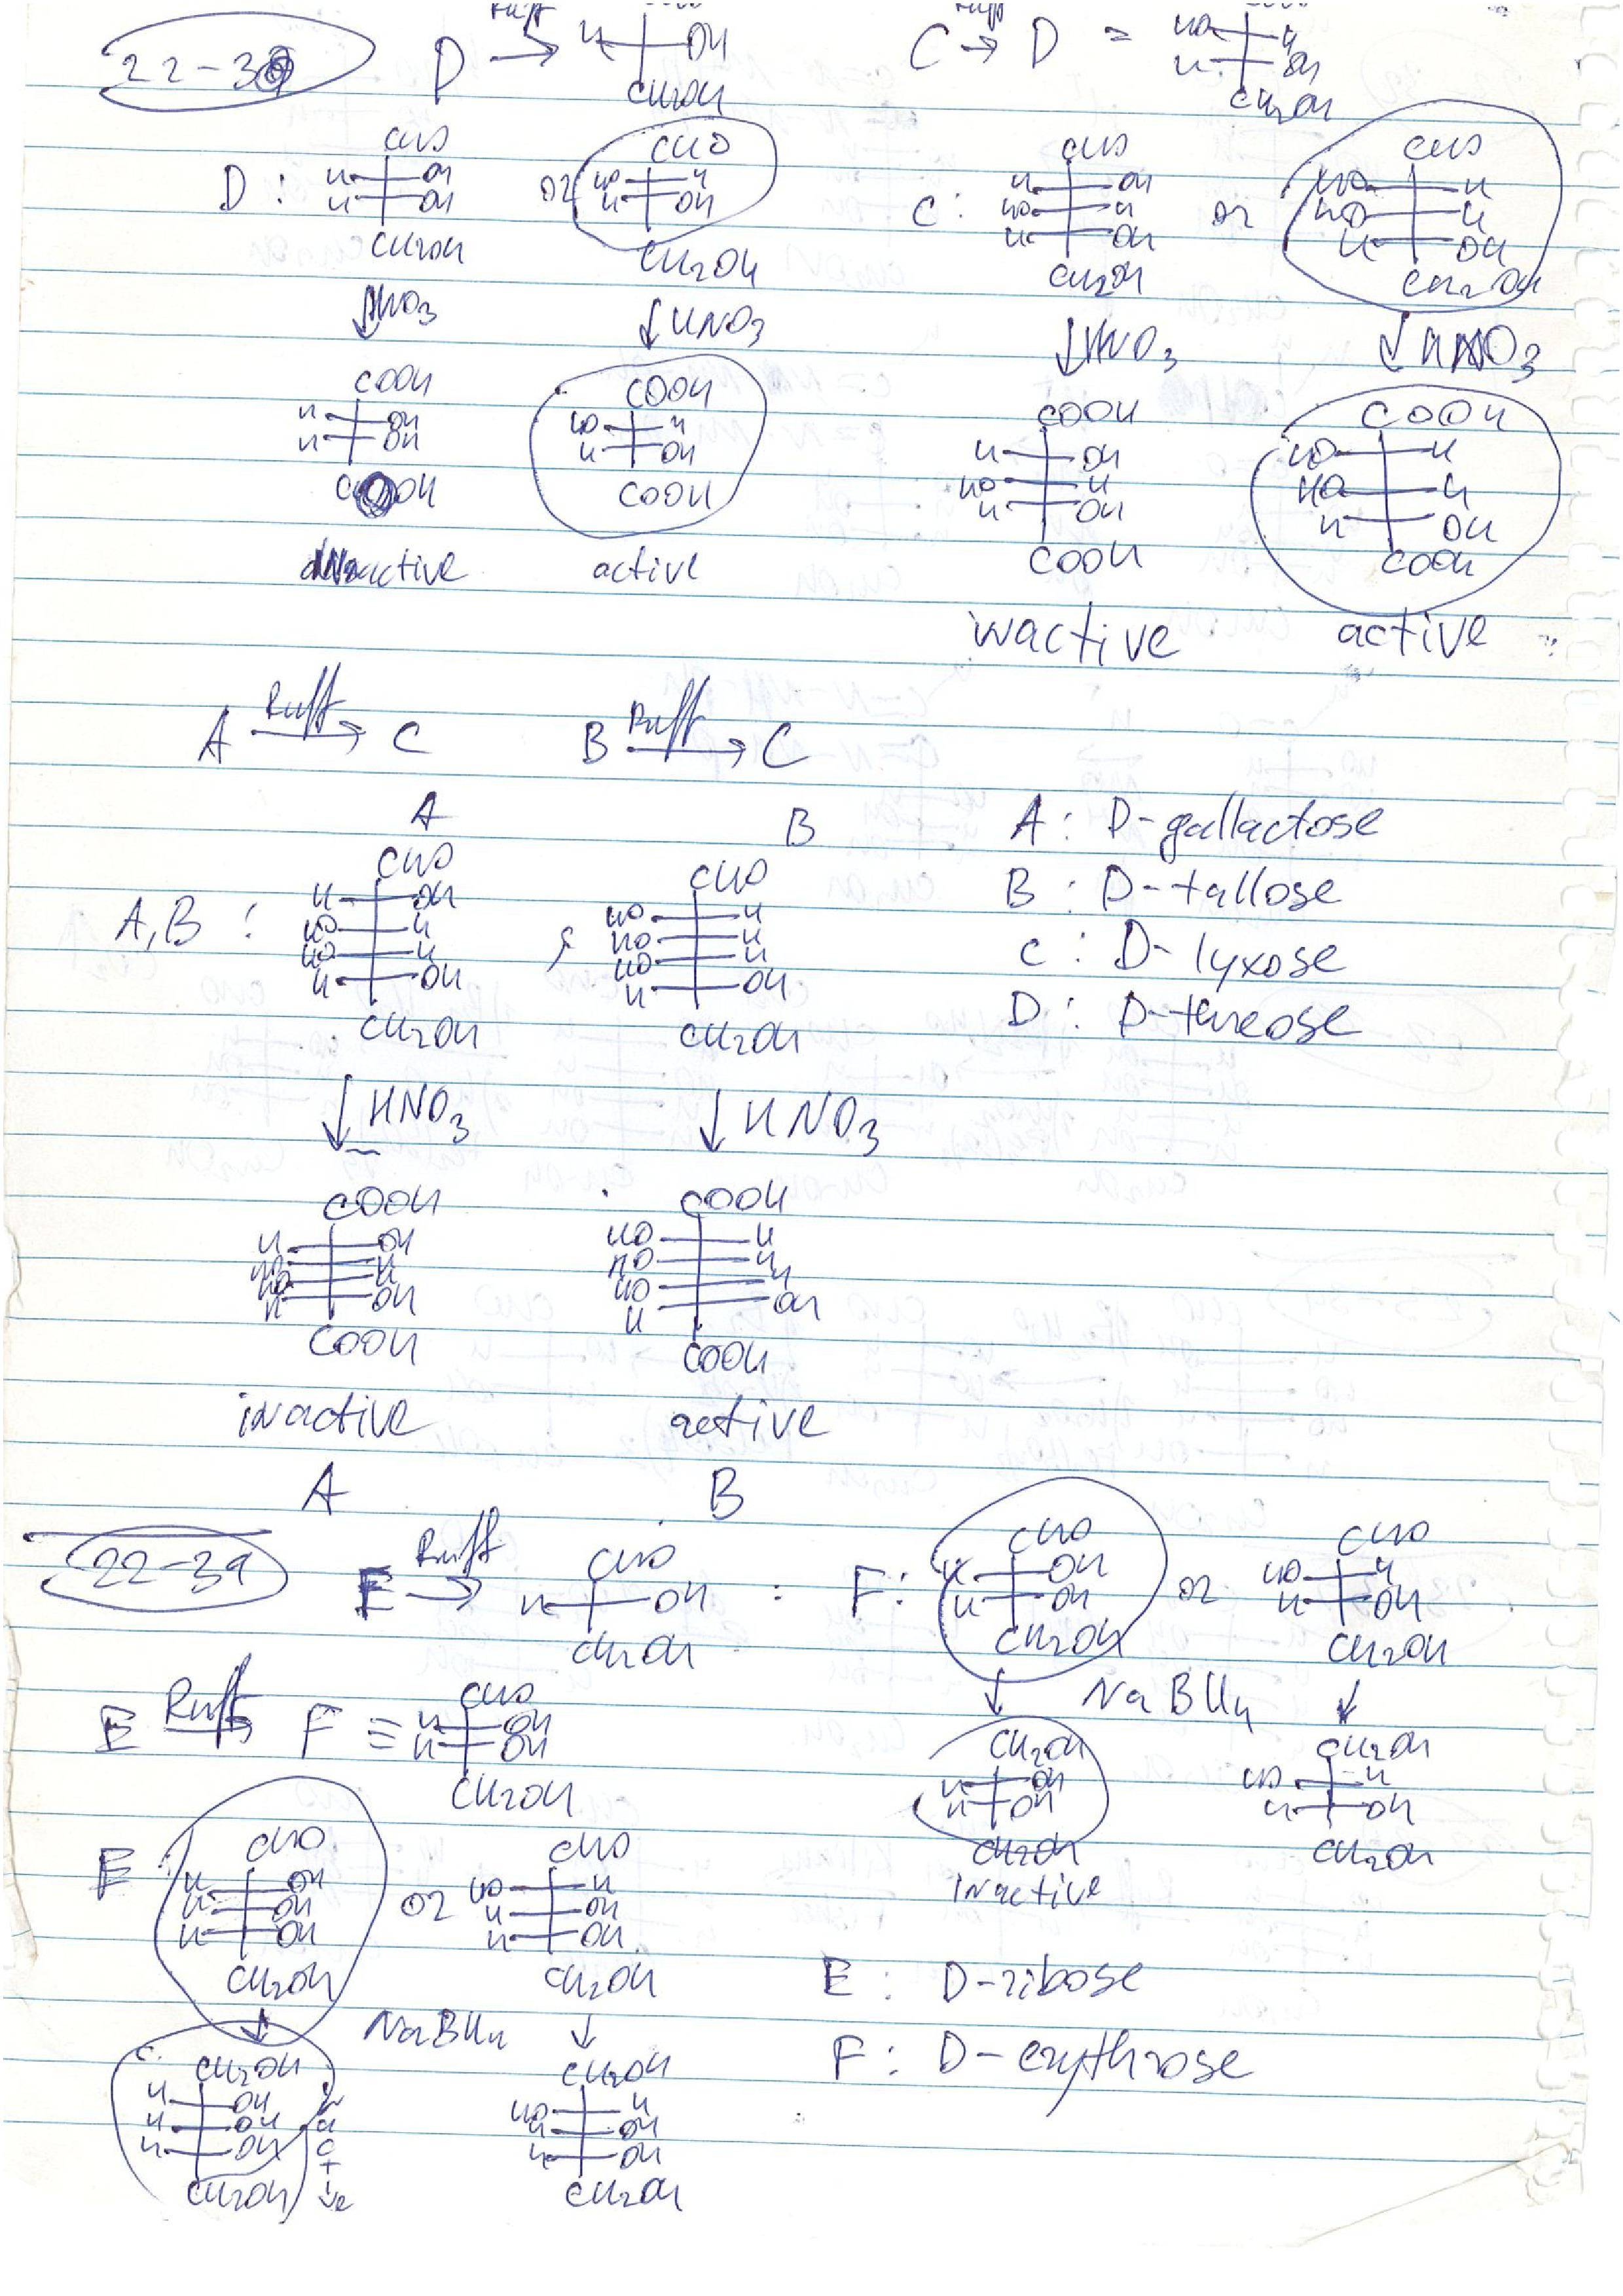 22-38 D Ruff → H OH CH2OH C Ruff → D = HO H H OH CH2OH
D: CHO H OH H OH CH2OH or CHO HO H H OH CH2OH C: CHO H OH HO H H OH CH2OH or CHO HO H HO H H OH CH2OH
↓HNO3 ↓HNO3 ↓HNO3 ↓HNO3
COOH H OH H OH COOH COOH HO H H OH COOH COOH H OH HO H H OH COOH COOH HO H HO H H OH COOH
inactive active inactive active
A Ruff → C B Ruff → C
A B
A,B: CHO H OH HO H HO H H OH CH2OH ; CHO HO H HO H HO H H OH CH2OH
A: D-gallactose
B: D-tallose
C: D-lyxose
D: D-threose
↓HNO3 ↓HNO3
COOH H OH HO H HO H H OH COOH COOH HO H HO H HO H H OH COOH
inactive active
A B
22-39 E Ruff → CHO H OH CH2OH : F: CHO H OH H OH CH2OH or CHO HO H H OH CH2OH
↓ NaBH4 ↓
CH2OH H OH H OH CH2OH CH2OH HO H H OH CH2OH
inactive
E Ruff → F ≡ CHO H OH H OH CH2OH
E: CHO H OH H OH H OH CH2OH or CHO HO H H OH H OH CH2OH
↓ NaBH4 ↓
CH2OH H OH H OH H OH CH2OH inactive CH2OH HO H H OH H OH CH2OH
E: D-ribose
F: D-erythrose